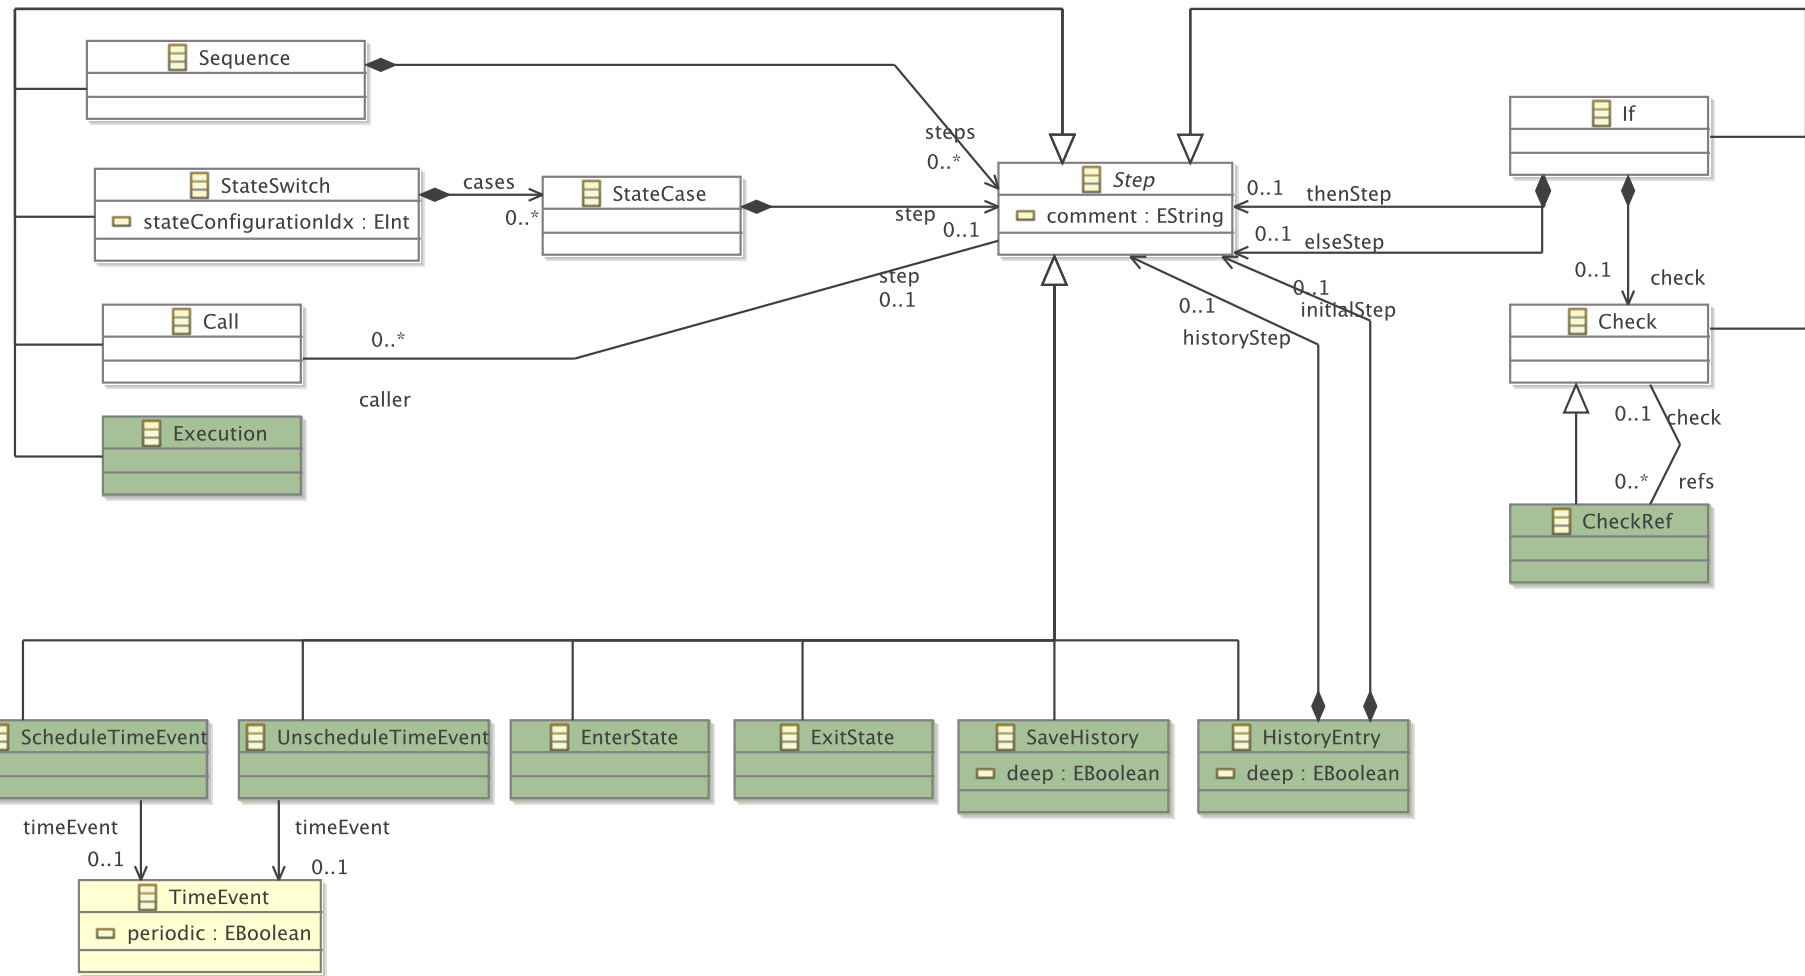 Sequence
steps
0..*
StateSwitch
stateConfigurationIdx : EInt
cases
0..*
StateCase
step
0..1
Step
comment : EString
0..1
thenStep
0..1
elseStep
If
0..1
check
Call
0..*
caller
step
0..1
0..1
historyStep
0..1
initialStep
Check
0..1
check
0..*
refs
Execution
CheckRef
ScheduleTimeEvent
UnscheduleTimeEvent
EnterState
ExitState
SaveHistory
deep : EBoolean
HistoryEntry
deep : EBoolean
timeEvent
0..1
timeEvent
0..1
TimeEvent
periodic : EBoolean